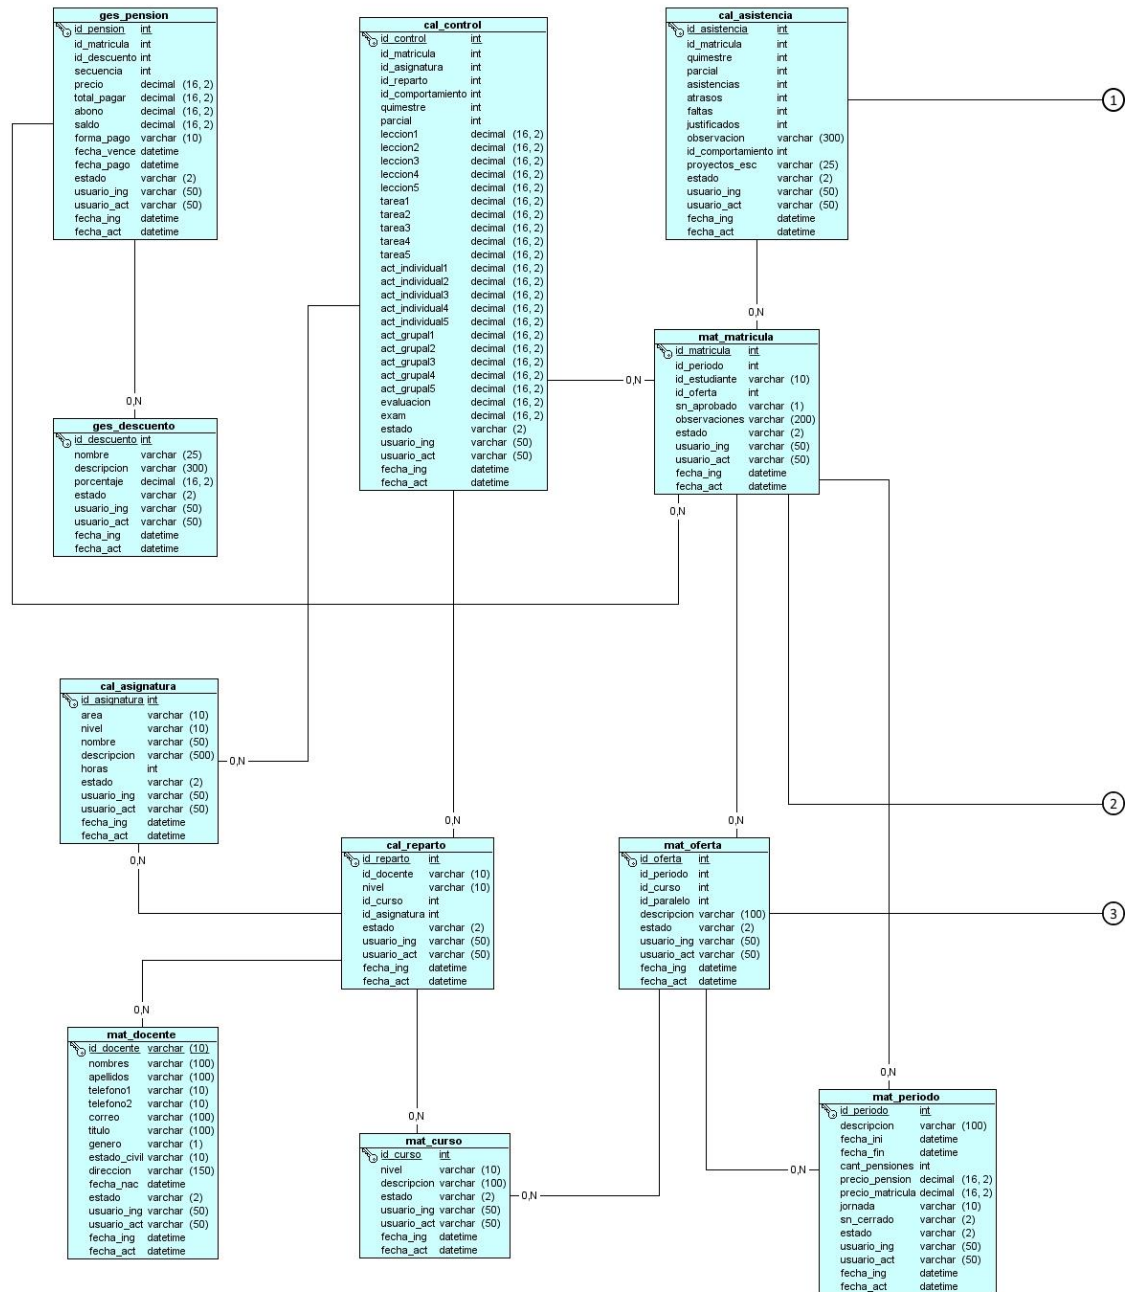 ges_pension
id_pension int
id_matricula int
id_descuento int
secuencia int
precio decimal (16, 2)
total_pagar decimal (16, 2)
abono decimal (16, 2)
saldo decimal (16, 2)
forma_pago varchar (10)
fecha_vence datetime
fecha_pago datetime
estado varchar (2)
usuario_ing varchar (50)
usuario_act varchar (50)
fecha_ing datetime
fecha_act datetime
0,N
ges_descuento
id_descuento int
nombre varchar (25)
descripcion varchar (300)
porcentaje decimal (16, 2)
estado varchar (2)
usuario_ing varchar (50)
usuario_act varchar (50)
fecha_ing datetime
fecha_act datetime
cal_control
id_control int
id_matricula int
id_asignatura int
id_reparto int
id_comportamiento int
quimestre int
parcial int
leccion1 decimal (16, 2)
leccion2 decimal (16, 2)
leccion3 decimal (16, 2)
leccion4 decimal (16, 2)
leccion5 decimal (16, 2)
tarea1 decimal (16, 2)
tarea2 decimal (16, 2)
tarea3 decimal (16, 2)
tarea4 decimal (16, 2)
tarea5 decimal (16, 2)
act_individual1 decimal (16, 2)
act_individual2 decimal (16, 2)
act_individual3 decimal (16, 2)
act_individual4 decimal (16, 2)
act_individual5 decimal (16, 2)
act_grupal1 decimal (16, 2)
act_grupal2 decimal (16, 2)
act_grupal3 decimal (16, 2)
act_grupal4 decimal (16, 2)
act_grupal5 decimal (16, 2)
evaluacion decimal (16, 2)
exam decimal (16, 2)
estado varchar (2)
usuario_ing varchar (50)
usuario_act varchar (50)
fecha_ing datetime
fecha_act datetime
cal_asistencia
id_asistencia int
id_matricula int
quimestre int
parcial int
asistencias int
atrasos int
faltas int
justificados int
observacion varchar (300)
id_comportamiento int
proyectos_esc varchar (25)
estado varchar (2)
usuario_ing varchar (50)
usuario_act varchar (50)
fecha_ing datetime
fecha_act datetime
1
0,N
0,N
mat_matricula
id_matricula int
id_periodo int
id_estudiante varchar (10)
id_oferta int
sn_aprobado varchar (1)
observaciones varchar (200)
estado varchar (2)
usuario_ing varchar (50)
usuario_act varchar (50)
fecha_ing datetime
fecha_act datetime
0,N
cal_asignatura
id_asignatura int
area varchar (10)
nivel varchar (10)
nombre varchar (50)
descripcion varchar (500)
horas int
estado varchar (2)
usuario_ing varchar (50)
usuario_act varchar (50)
fecha_ing datetime
fecha_act datetime
0,N
0,N
2
0,N
cal_reparto
id_reparto int
id_docente varchar (10)
nivel varchar (10)
id_curso int
id_asignatura int
estado varchar (2)
usuario_ing varchar (50)
usuario_act varchar (50)
fecha_ing datetime
fecha_act datetime
0,N
mat_oferta
id_oferta int
id_periodo int
id_curso int
id_paralelo int
descripcion varchar (100)
estado varchar (2)
usuario_ing varchar (50)
usuario_act varchar (50)
fecha_ing datetime
fecha_act datetime
3
0,N
mat_docente
id_docente varchar (10)
nombres varchar (100)
apellidos varchar (100)
telefono1 varchar (10)
telefono2 varchar (10)
correo varchar (100)
titulo varchar (100)
genero varchar (1)
estado_civil varchar (10)
direccion varchar (150)
fecha_nac datetime
estado varchar (2)
usuario_ing varchar (50)
usuario_act varchar (50)
fecha_ing datetime
fecha_act datetime
0,N
mat_curso
id_curso int
nivel varchar (10)
descripcion varchar (100)
estado varchar (2)
usuario_ing varchar (50)
usuario_act varchar (50)
fecha_ing datetime
fecha_act datetime
0,N
0,N
0,N
mat_periodo
id_periodo int
descripcion varchar (100)
fecha_ini datetime
fecha_fin datetime
cant_pensiones int
precio_pension decimal (16, 2)
precio_matricula decimal (16, 2)
jornada varchar (10)
sn_cerrado varchar (2)
estado varchar (2)
usuario_ing varchar (50)
usuario_act varchar (50)
fecha_ing datetime
fecha_act datetime